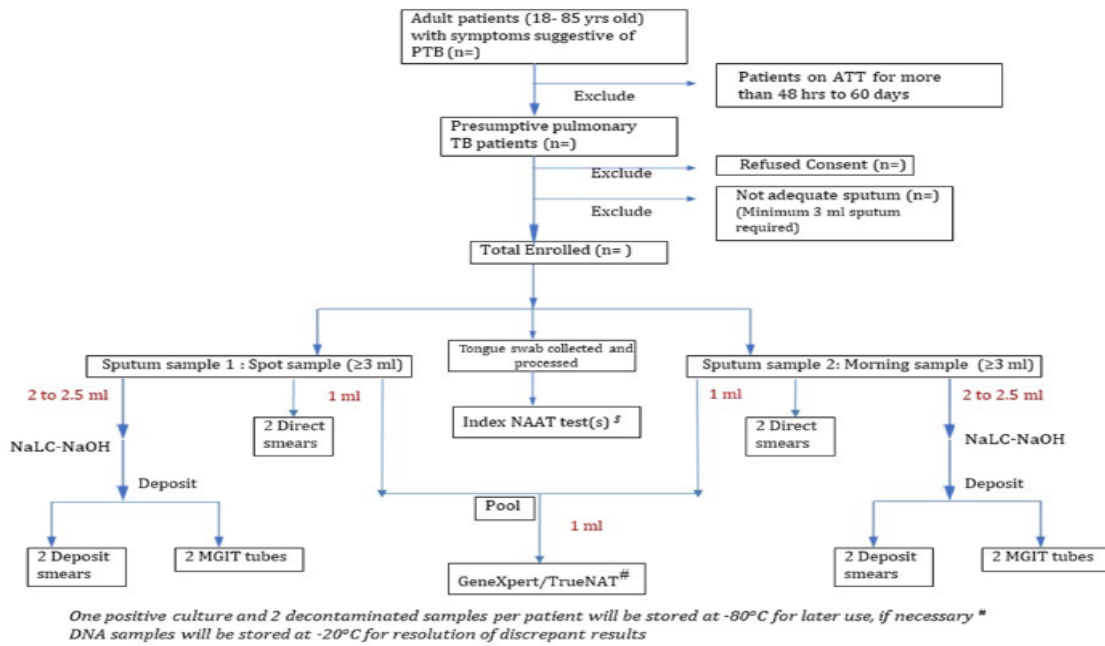 Adult patients (18- 85 yrs old)
with symptoms suggestive of
PTB (n=)
Exclude
Patients on ATT for more
than 48 hrs to 60 days
Presumptive pulmonary
TB patients (n=)
Exclude
Refused Consent (n=)
Exclude
Not adequate sputum (n=)
(Minimum 3 ml sputum
required)
Total Enrolled (n= )
Sputum sample 1 : Spot sample (≥3 ml)
Tongue swab collected and
processed
Sputum sample 2: Morning sample (≥3 ml)
2 to 2.5 ml
1 ml
1 ml
2 to 2.5 ml
2 Direct
smears
Index NAAT test(s) $
2 Direct
smears
NaLC-NaOH
NaLC-NaOH
Deposit
Deposit
Pool
1 ml
2 Deposit
smears
2 MGIT tubes
GeneXpert/TrueNAT#
2 Deposit
smears
2 MGIT tubes
One positive culture and 2 decontaminated samples per patient will be stored at -80°C for later use, if necessary #
DNA samples will be stored at -20°C for resolution of discrepant results